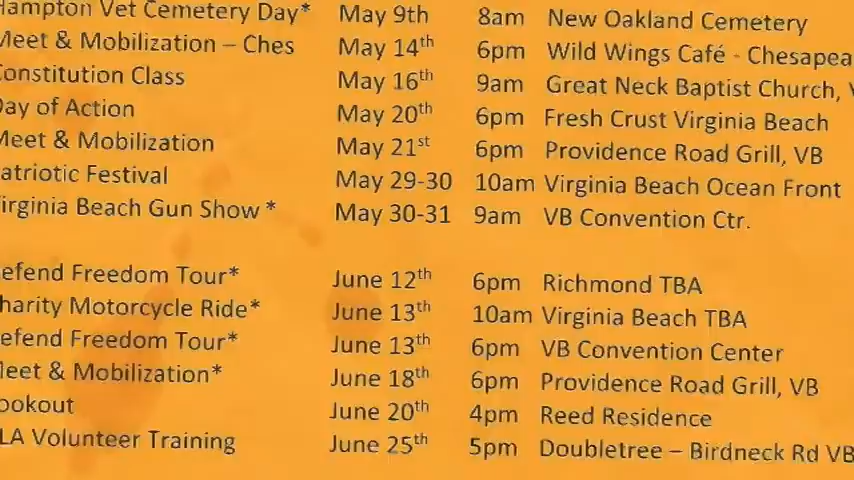 Hampton Vet Cemetery Day* May 9th 8am New Oakland Cemetery
Meet & Mobilization – Ches May 14th 6pm Wild Wings Café - Chesapea
Constitution Class May 16th 9am Great Neck Baptist Church, V
Day of Action May 20th 6pm Fresh Crust Virginia Beach
Meet & Mobilization May 21st 6pm Providence Road Grill, VB
atriotic Festival May 29-30 10am Virginia Beach Ocean Front
irginia Beach Gun Show * May 30-31 9am VB Convention Ctr.
efend Freedom Tour* June 12th 6pm Richmond TBA
harity Motorcycle Ride* June 13th 10am Virginia Beach TBA
efend Freedom Tour* June 13th 6pm VB Convention Center
eet & Mobilization* June 18th 6pm Providence Road Grill, VB
ookout June 20th 4pm Reed Residence
LA Volunteer Training June 25th 5pm Doubletree – Birdneck Rd VB